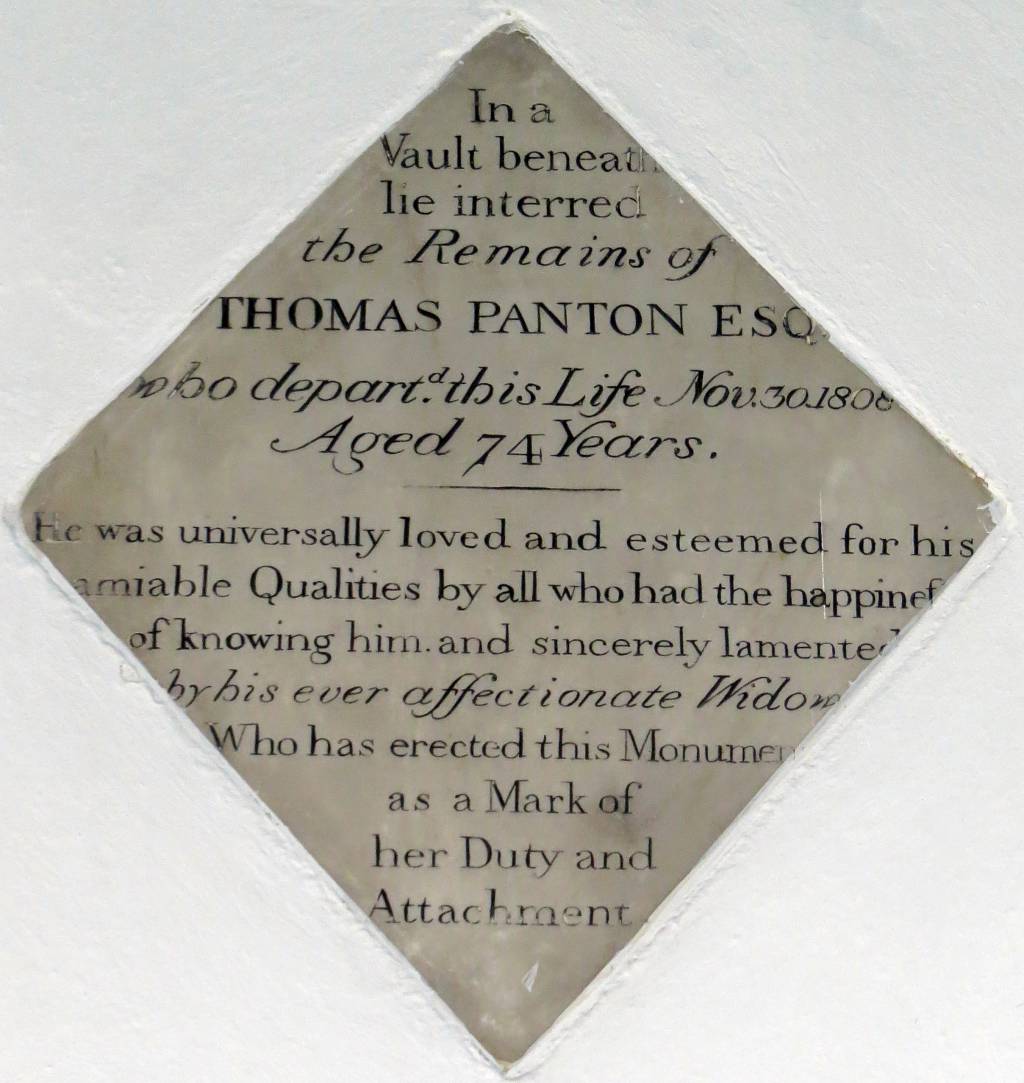 In a
Vault beneath
lie interred
the Remains of
THOMAS PANTON ESQ.
who depart.ᵈ this Life Nov. 30. 1808
Aged 74 Years.
He was universally loved and esteemed for his
amiable Qualities by all who had the happineſs
of knowing him. and sincerely lamented
by his ever affectionate Widow
Who has erected this Monument
as a Mark of
her Duty and
Attachment.